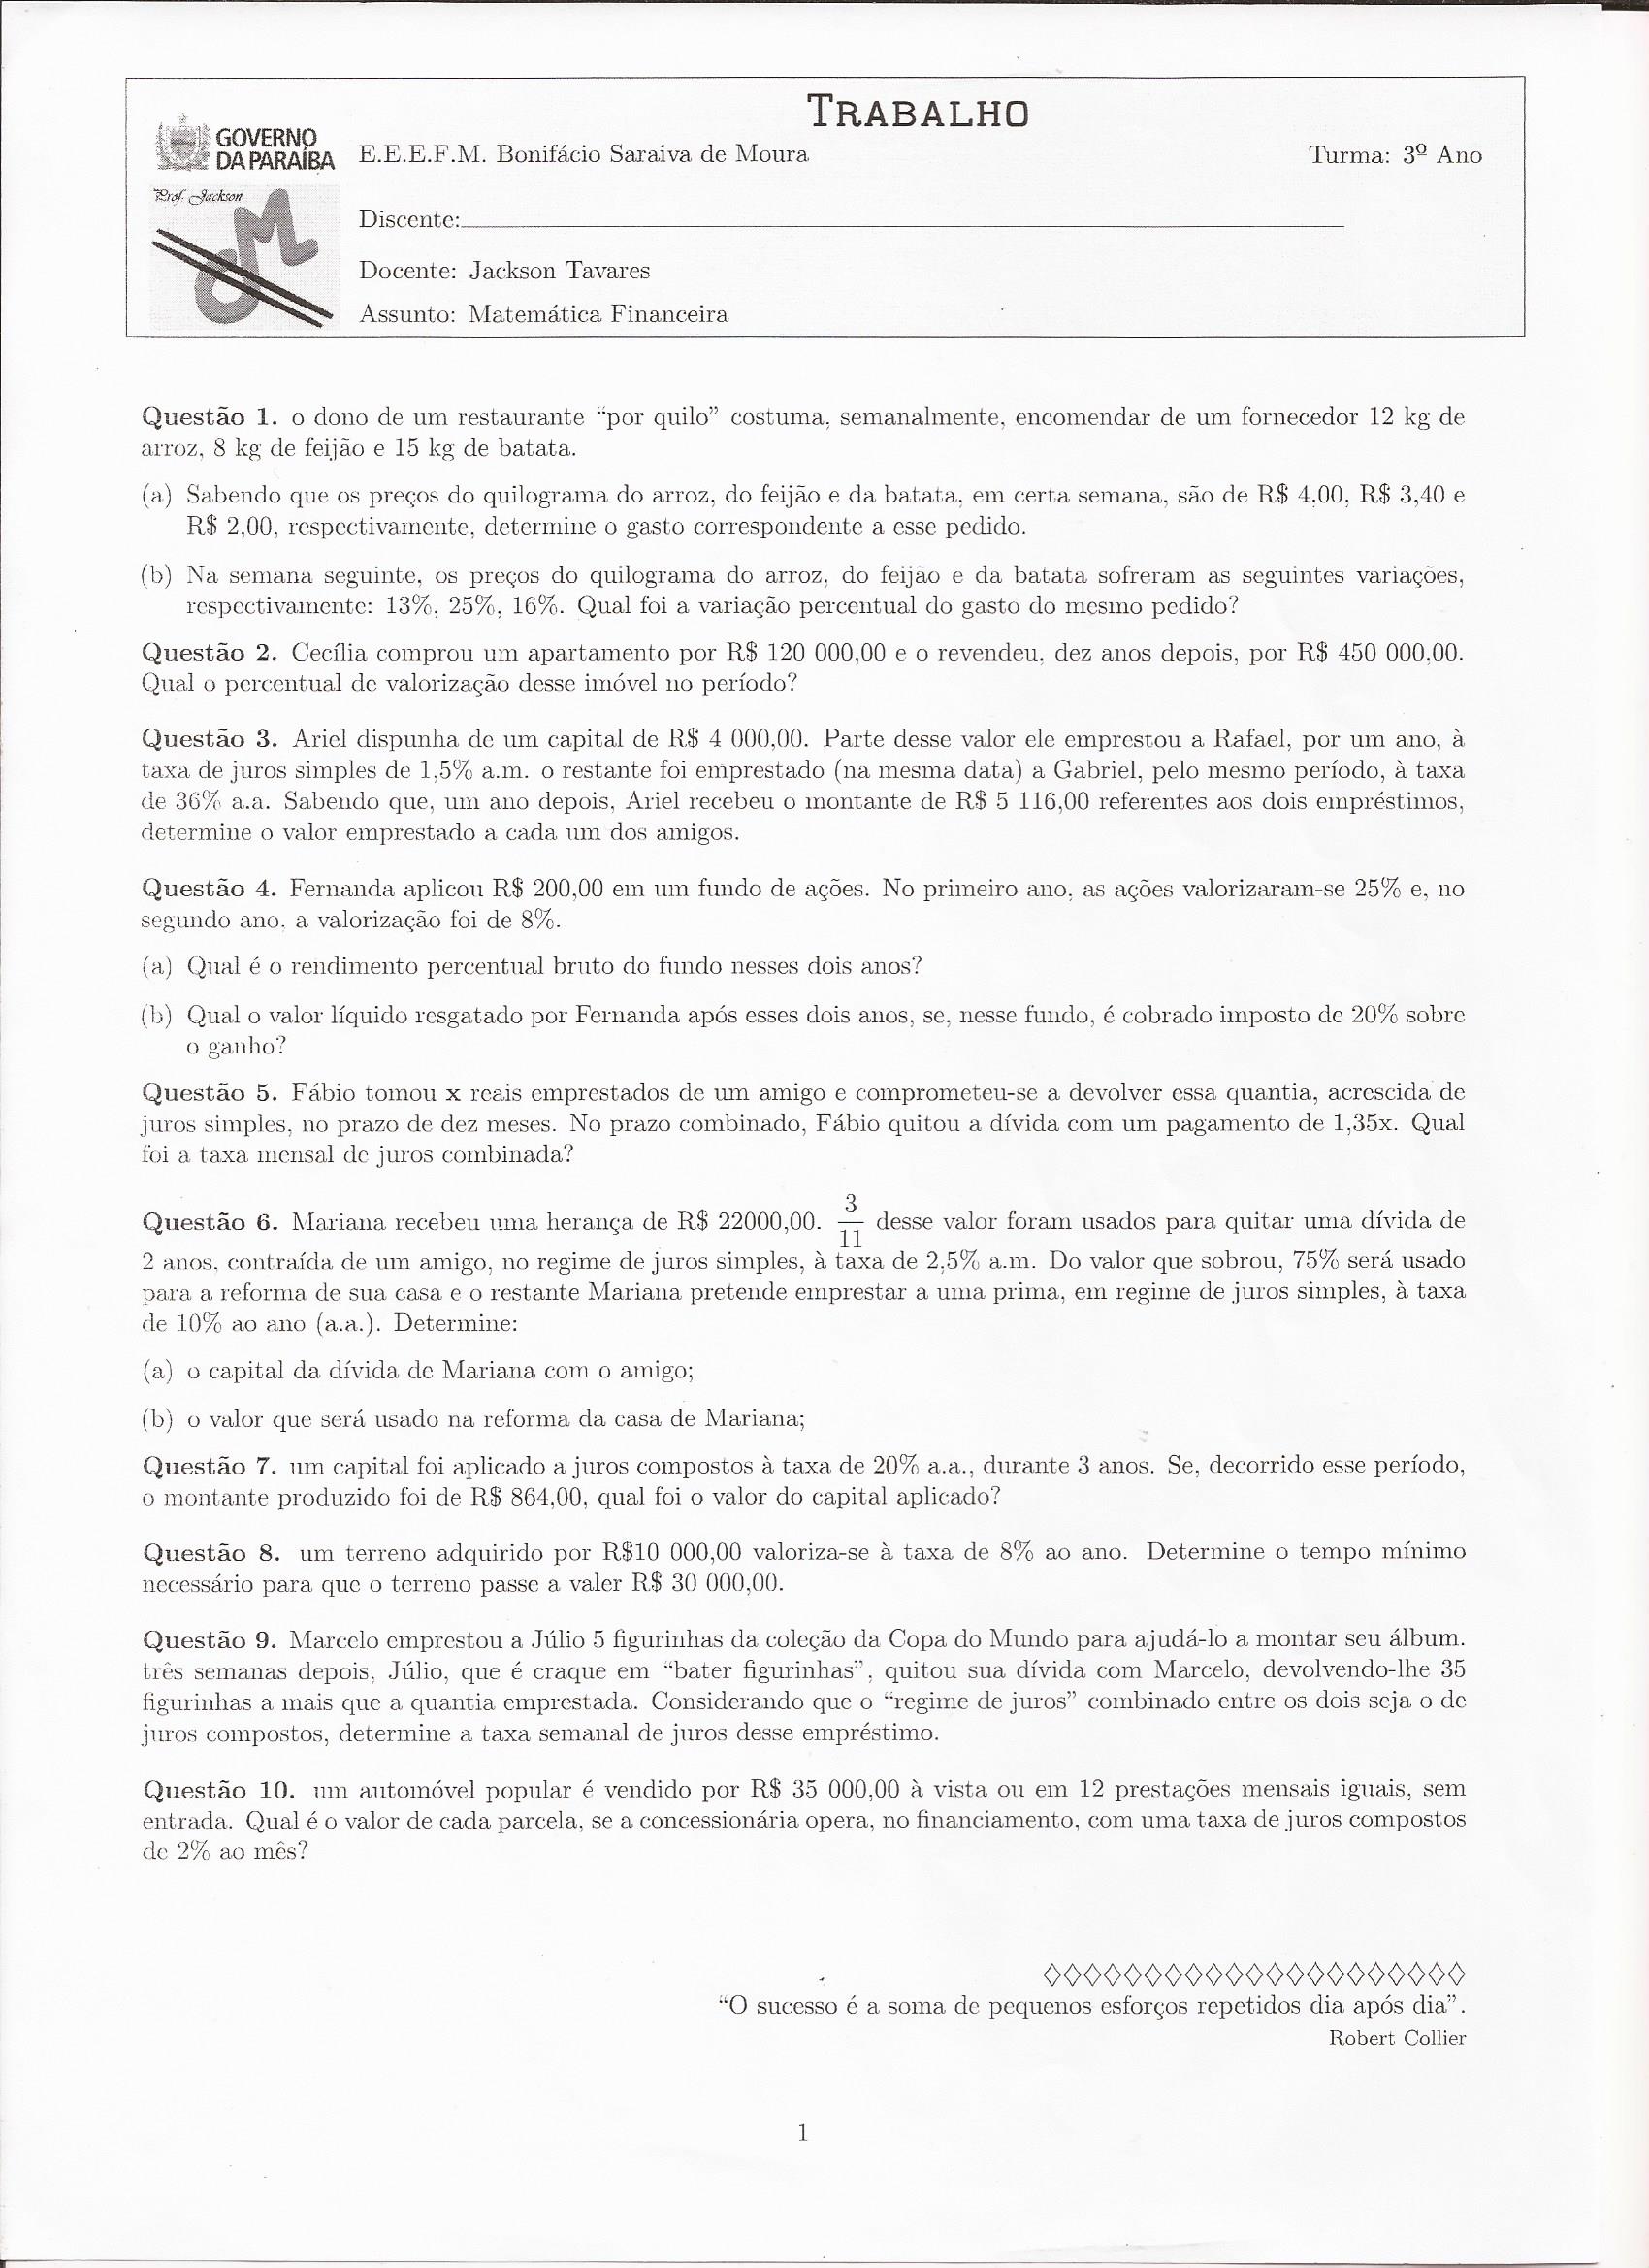 TRABALHO
GOVERNO
DA PARAÍBA
E.E.E.F.M. Bonifácio Saraiva de Moura
Turma: 3º Ano
Prof. Jackson
OM
Discente:
Docente: Jackson Tavares
Assunto: Matemática Financeira
Questão 1. o dono de um restaurante “por quilo” costuma, semanalmente, encomendar de um fornecedor 12 kg de
arroz, 8 kg de feijão e 15 kg de batata.
(a) Sabendo que os preços do quilograma do arroz, do feijão e da batata, em certa semana, são de R$ 4,00, R$ 3,40 e
R$ 2,00, respectivamente, determine o gasto correspondente a esse pedido.
(b) Na semana seguinte, os preços do quilograma do arroz, do feijão e da batata sofreram as seguintes variações,
respectivamente: 13%, 25%, 16%. Qual foi a variação percentual do gasto do mesmo pedido?
Questão 2. Cecília comprou um apartamento por R$ 120 000,00 e o revendeu, dez anos depois, por R$ 450 000,00.
Qual o percentual de valorização desse imóvel no período?
Questão 3. Ariel dispunha de um capital de R$ 4 000,00. Parte desse valor ele emprestou a Rafael, por um ano, à
taxa de juros simples de 1,5% a.m. o restante foi emprestado (na mesma data) a Gabriel, pelo mesmo período, à taxa
de 36% a.a. Sabendo que, um ano depois, Ariel recebeu o montante de R$ 5 116,00 referentes aos dois empréstimos,
determine o valor emprestado a cada um dos amigos.
Questão 4. Fernanda aplicou R$ 200,00 em um fundo de ações. No primeiro ano, as ações valorizaram-se 25% e, no
segundo ano, a valorização foi de 8%.
(a) Qual é o rendimento percentual bruto do fundo nesses dois anos?
(b) Qual o valor líquido resgatado por Fernanda após esses dois anos, se, nesse fundo, é cobrado imposto de 20% sobre
o ganho?
Questão 5. Fábio tomou x reais emprestados de um amigo e comprometeu-se a devolver essa quantia, acrescida de
juros simples, no prazo de dez meses. No prazo combinado, Fábio quitou a dívida com um pagamento de 1,35x. Qual
foi a taxa mensal de juros combinada?
Questão 6. Mariana recebeu uma herança de R$ 22000,00. 3/11 desse valor foram usados para quitar uma dívida de
2 anos, contraída de um amigo, no regime de juros simples, à taxa de 2,5% a.m. Do valor que sobrou, 75% será usado
para a reforma de sua casa e o restante Mariana pretende emprestar a uma prima, em regime de juros simples, à taxa
de 10% ao ano (a.a.). Determine:
(a) o capital da dívida de Mariana com o amigo;
(b) o valor que será usado na reforma da casa de Mariana;
Questão 7. um capital foi aplicado a juros compostos à taxa de 20% a.a., durante 3 anos. Se, decorrido esse período,
o montante produzido foi de R$ 864,00, qual foi o valor do capital aplicado?
Questão 8. um terreno adquirido por R$10 000,00 valoriza-se à taxa de 8% ao ano. Determine o tempo mínimo
necessário para que o terreno passe a valer R$ 30 000,00.
Questão 9. Marcelo emprestou a Júlio 5 figurinhas da coleção da Copa do Mundo para ajudá-lo a montar seu álbum.
três semanas depois, Júlio, que é craque em “bater figurinhas”, quitou sua dívida com Marcelo, devolvendo-lhe 35
figurinhas a mais que a quantia emprestada. Considerando que o “regime de juros” combinado entre os dois seja o de
juros compostos, determine a taxa semanal de juros desse empréstimo.
Questão 10. um automóvel popular é vendido por R$ 35 000,00 à vista ou em 12 prestações mensais iguais, sem
entrada. Qual é o valor de cada parcela, se a concessionária opera, no financiamento, com uma taxa de juros compostos
de 2% ao mês?
“O sucesso é a soma de pequenos esforços repetidos dia após dia”.
Robert Collier
1